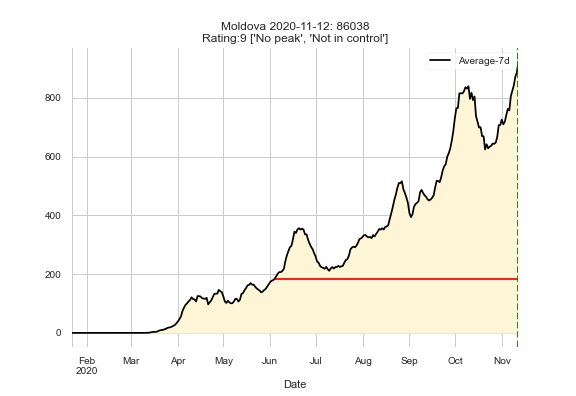 Moldova 2020-11-12: 86038
Rating:9 ['No peak', 'Not in control']
Average-7d
800
600
400
200
0
Feb Mar Apr May Jun Jul Aug Sep Oct Nov
2020
Date